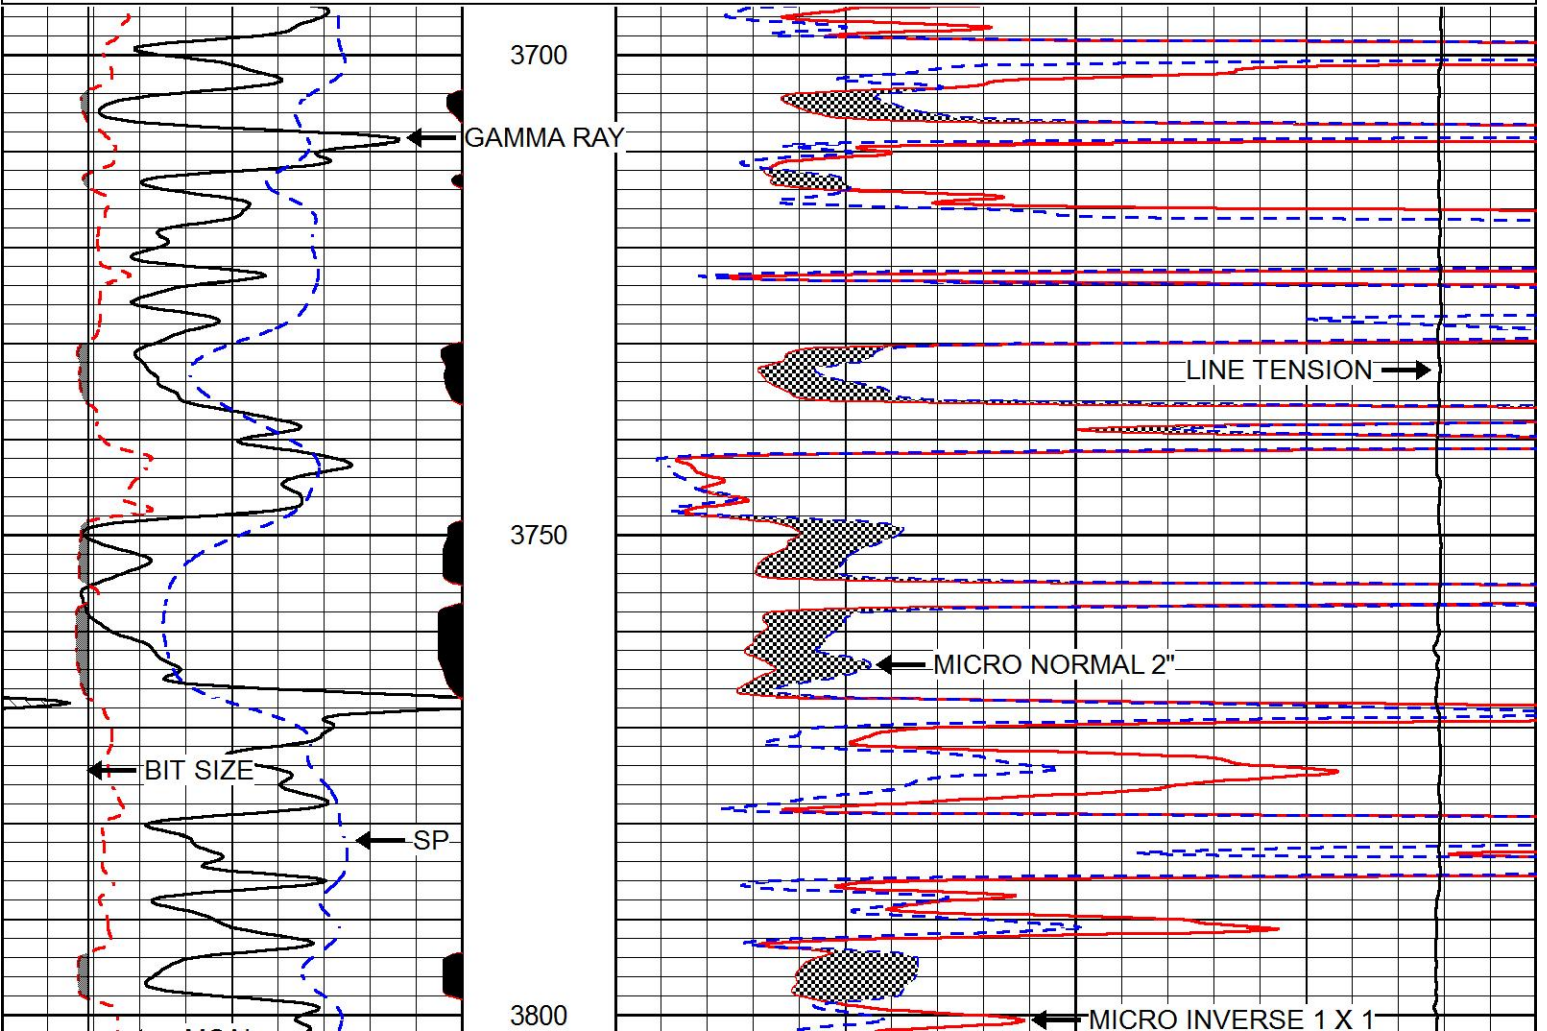 3700
GAMMA RAY
LINE TENSION
3750
MICRO NORMAL 2"
BIT SIZE
SP
3800
MICRO INVERSE 1 X 1